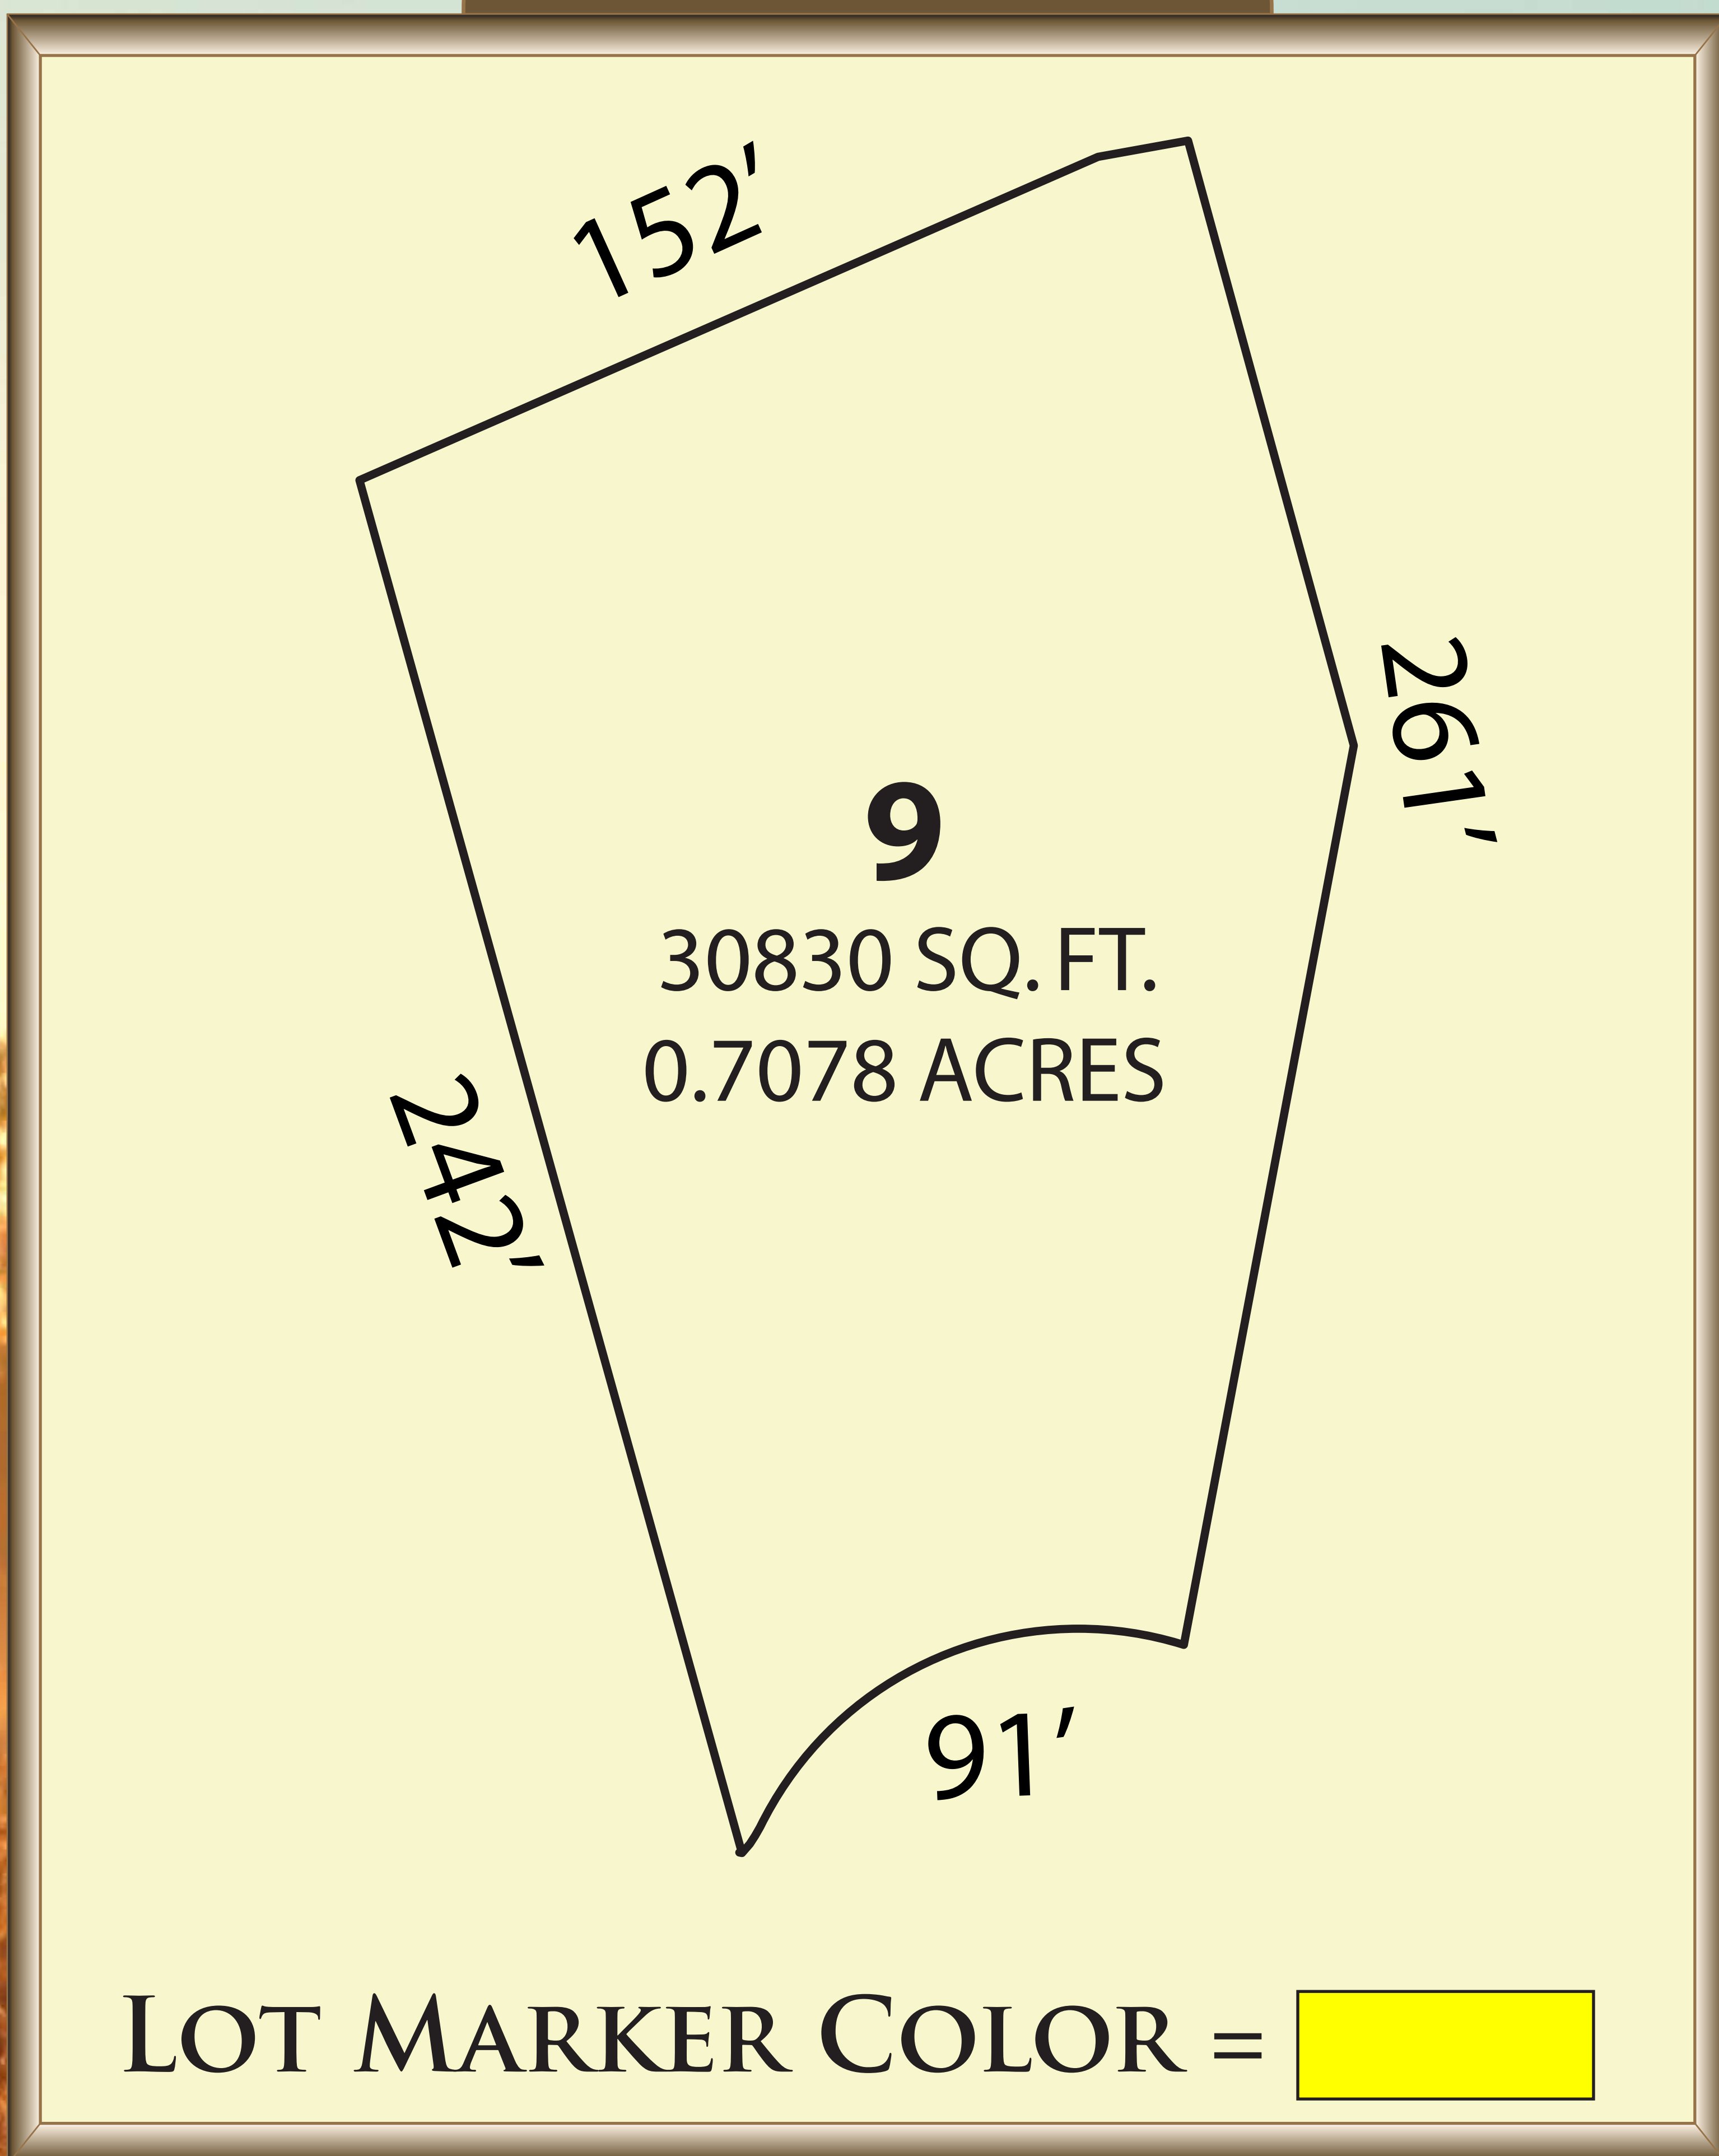 152’
261’
9
30830 SQ. FT.
0.7078 ACRES
242’
91’
LOT MARKER COLOR =